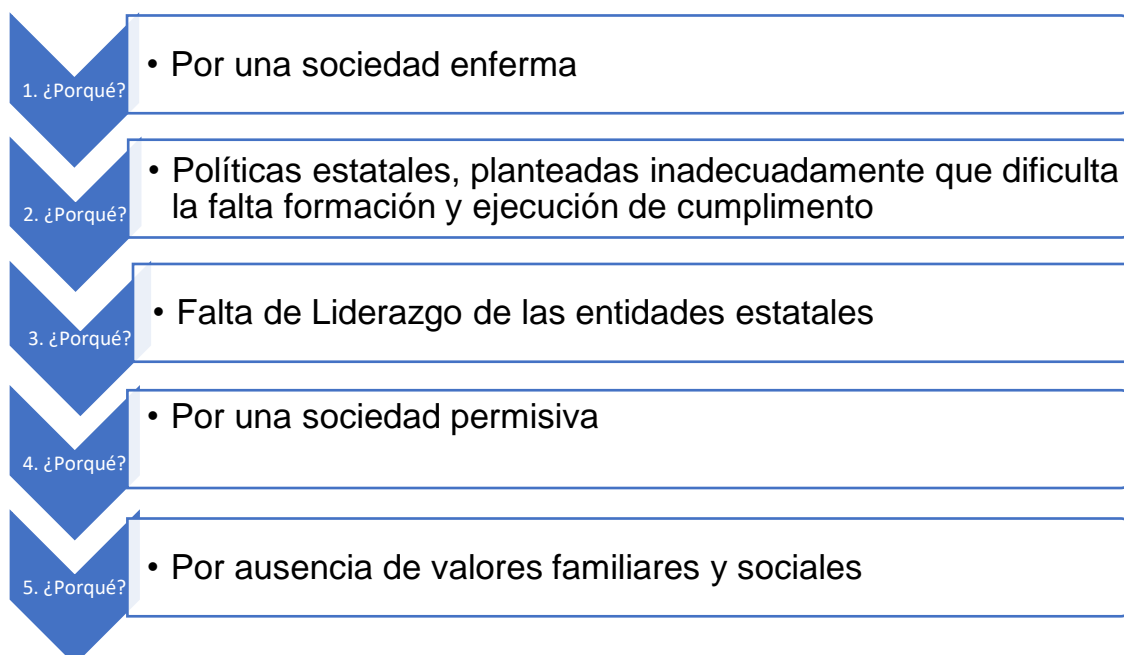 1. ¿Porqué?
• Por una sociedad enferma
2. ¿Porqué?
• Políticas estatales, planteadas inadecuadamente que dificulta
la falta formación y ejecución de cumplimento
3. ¿Porqué?
• Falta de Liderazgo de las entidades estatales
4. ¿Porqué?
• Por una sociedad permisiva
5. ¿Porqué?
• Por ausencia de valores familiares y sociales